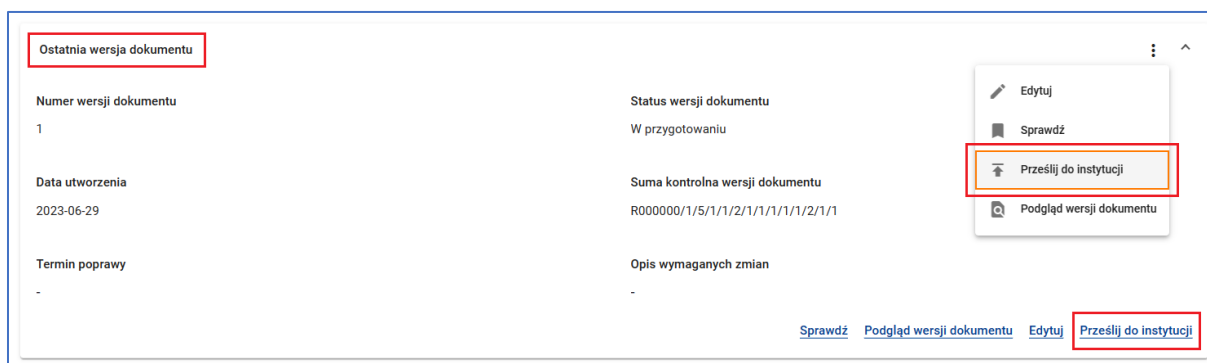 Ostatnia wersja dokumentu
Edytuj
Numer wersji dokumentu
Status wersji dokumentu
1
W przygotowaniu
Sprawdź
Prześlij do instytucji
Data utworzenia
Suma kontrolna wersji dokumentu
2023-06-29
R000000/1/5/1/1/2/1/1/1/1/1/2/1/1
Podgląd wersji dokumentu
Termin poprawy
Opis wymaganych zmian
-
-
Sprawdź Podgląd wersji dokumentu Edytuj Prześlij do instytucji